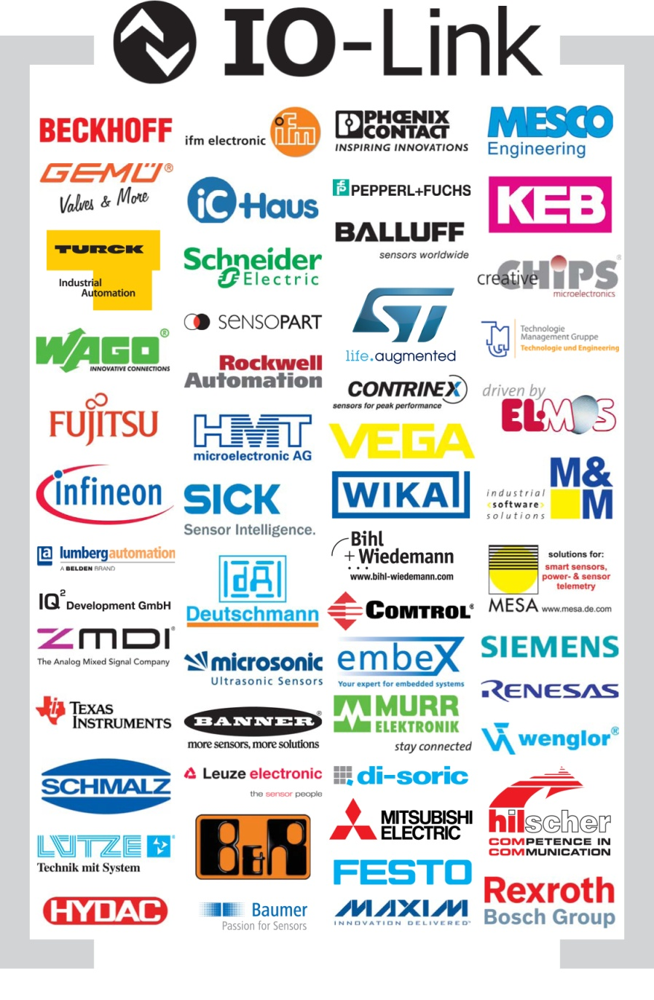 IO-Link
BECKHOFF
GEMÜ®
Valves & More
TURCK
Industrial
Automation
WAGO®
INNOVATIVE CONNECTIONS
FUJITSU
infineon
la lumbergautomation
A BELDEN BRAND
IQ² Development GmbH
ZMDI®
The Analog Mixed Signal Company
TEXAS
INSTRUMENTS
SCHMALZ
LÜTZE®
Technik mit System
HYDAC
ifm electronic ifm
iC Haus
Schneider
Electric
SENSOPART
Rockwell
Automation
HMT
microelectronic AG
SICK
Sensor Intelligence.
dA
Deutschmann
microsonic
Ultrasonic Sensors
BANNER®
more sensors, more solutions
Leuze electronic
the sensor people
B&R
Baumer
Passion for Sensors
PHŒNIX
CONTACT
INSPIRING INNOVATIONS
PEPPERL+FUCHS
BALLUFF
sensors worldwide
ST
life.augmented
CONTRINEX
sensors for peak performance
VEGA
WIKA
Bihl
+Wiedemann
www.bihl-wiedemann.com
COMTROL®
embeX
Your expert for embedded systems
MURR
ELEKTRONIK
stay connected
di-soric
MITSUBISHI
ELECTRIC
FESTO
MAXIM
INNOVATION DELIVERED™
MESCO
Engineering
KEB
creative CHiPS®
microelectronics
Technologie
Management Gruppe
Technologie und Engineering
driven by
ELMOS
M&M
industrial
<software>
solutions
solutions for:
smart sensors,
power- & sensor
telemetry
MESA www.mesa.de.com
SIEMENS
RENESAS
wenglor®
hilscher
COMPETENCE IN
COMMUNICATION
Rexroth
Bosch Group